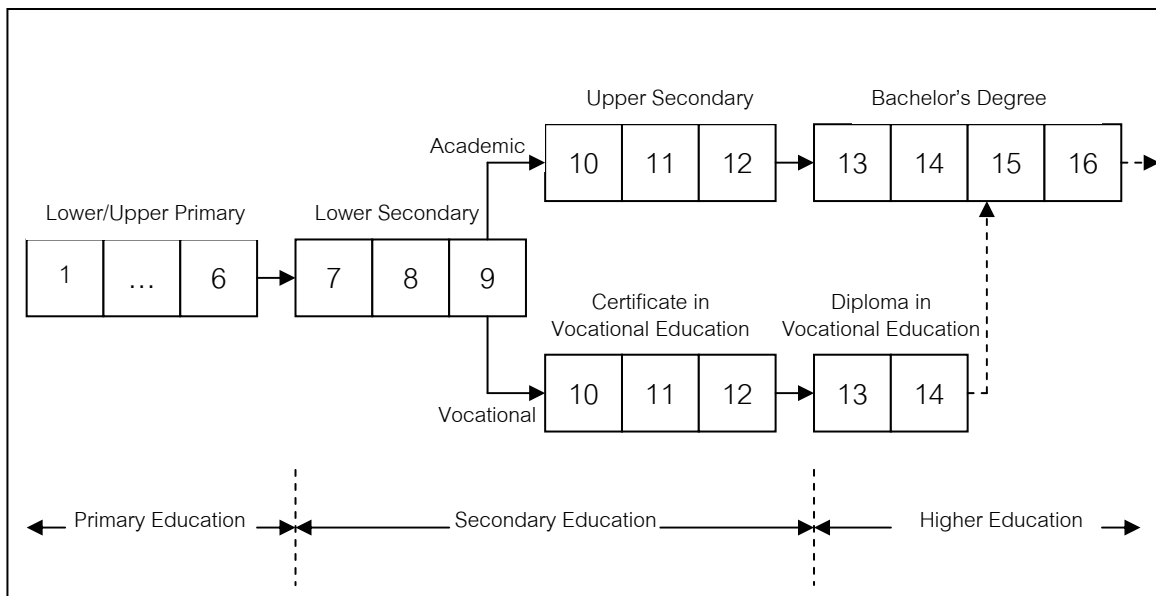 Upper Secondary
Bachelor's Degree
Academic
10 11 12
13 14 15 16
Lower/Upper Primary
Lower Secondary
1 ... 6
7 8 9
Certificate in
Vocational Education
Diploma in
Vocational Education
10 11 12
13 14
Vocational
Primary Education
Secondary Education
Higher Education